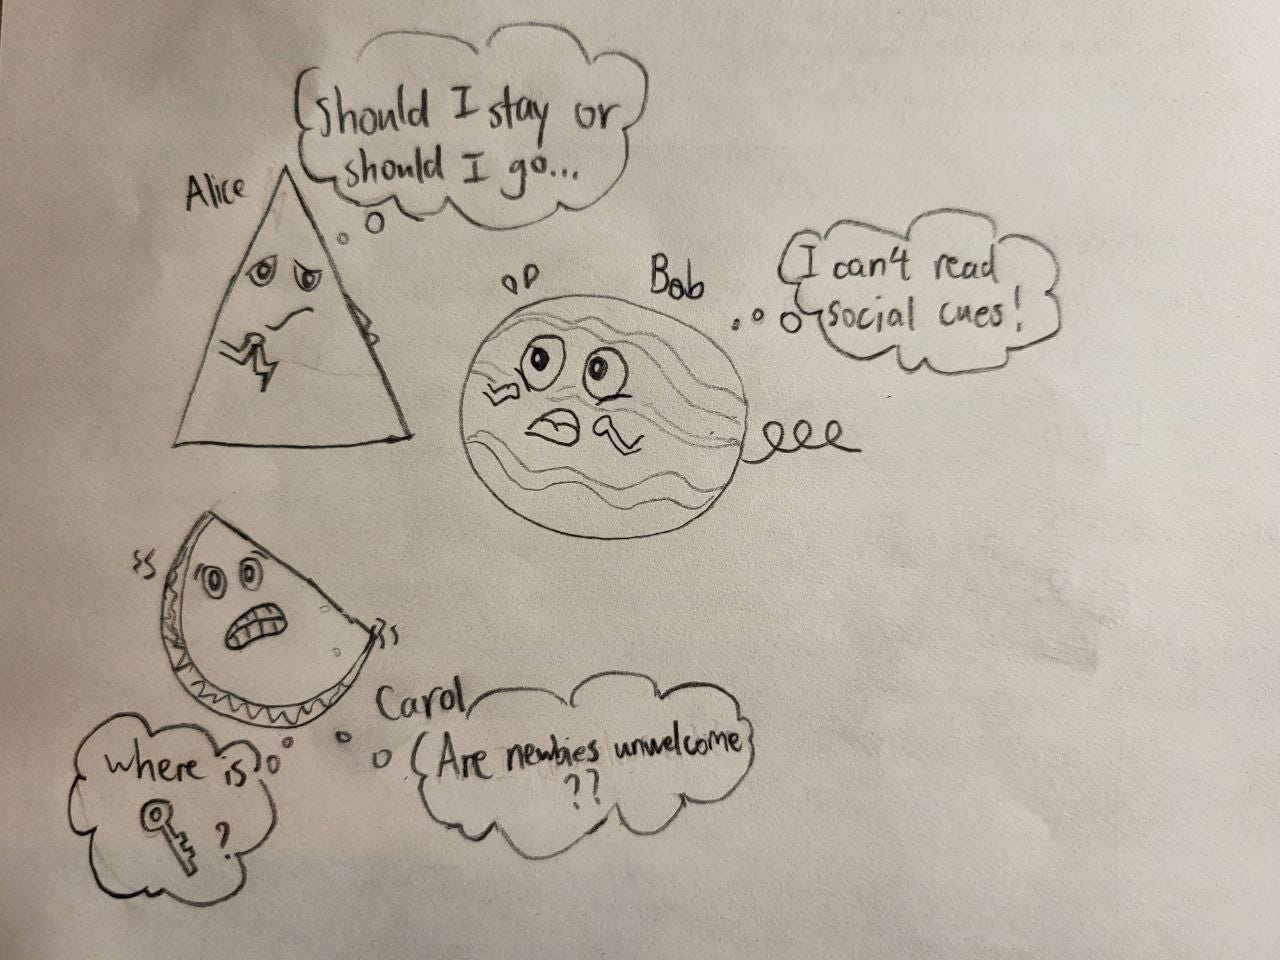 Should I stay or
should I go...
Alice
Bob
I can't read
social cues!
Carol
Are newbies unwelcome
??
where is
?